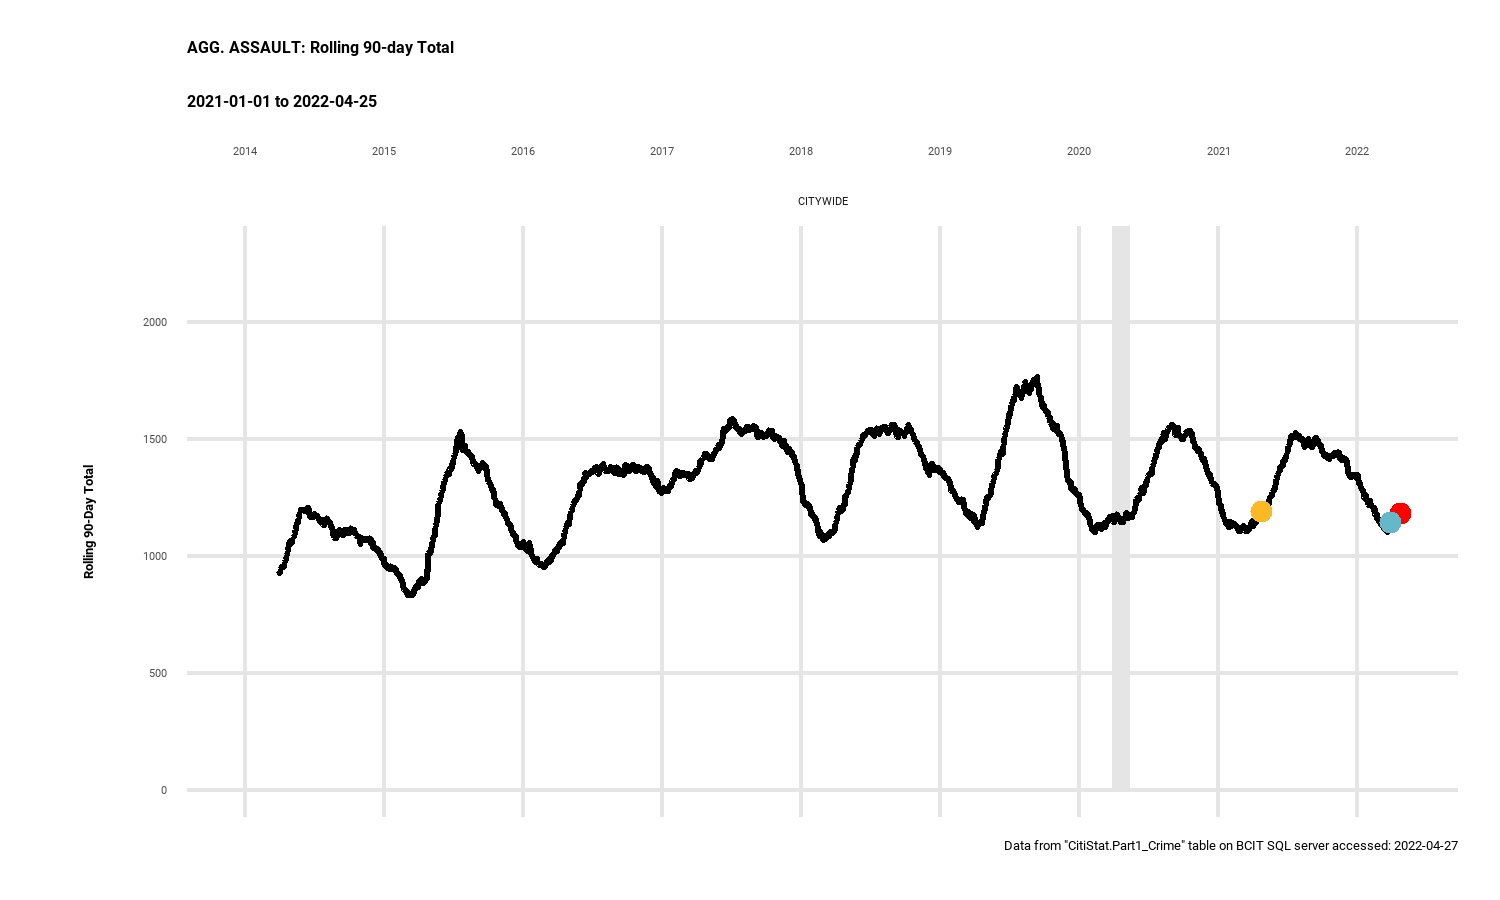 AGG. ASSAULT: Rolling 90-day Total
2021-01-01 to 2022-04-25
2014 2015 2016 2017 2018 2019 2020 2021 2022
CITYWIDE
2000
1500
1000
500
0
Rolling 90-Day Total
Data from "CitiStat.Part1_Crime" table on BCIT SQL server accessed: 2022-04-27